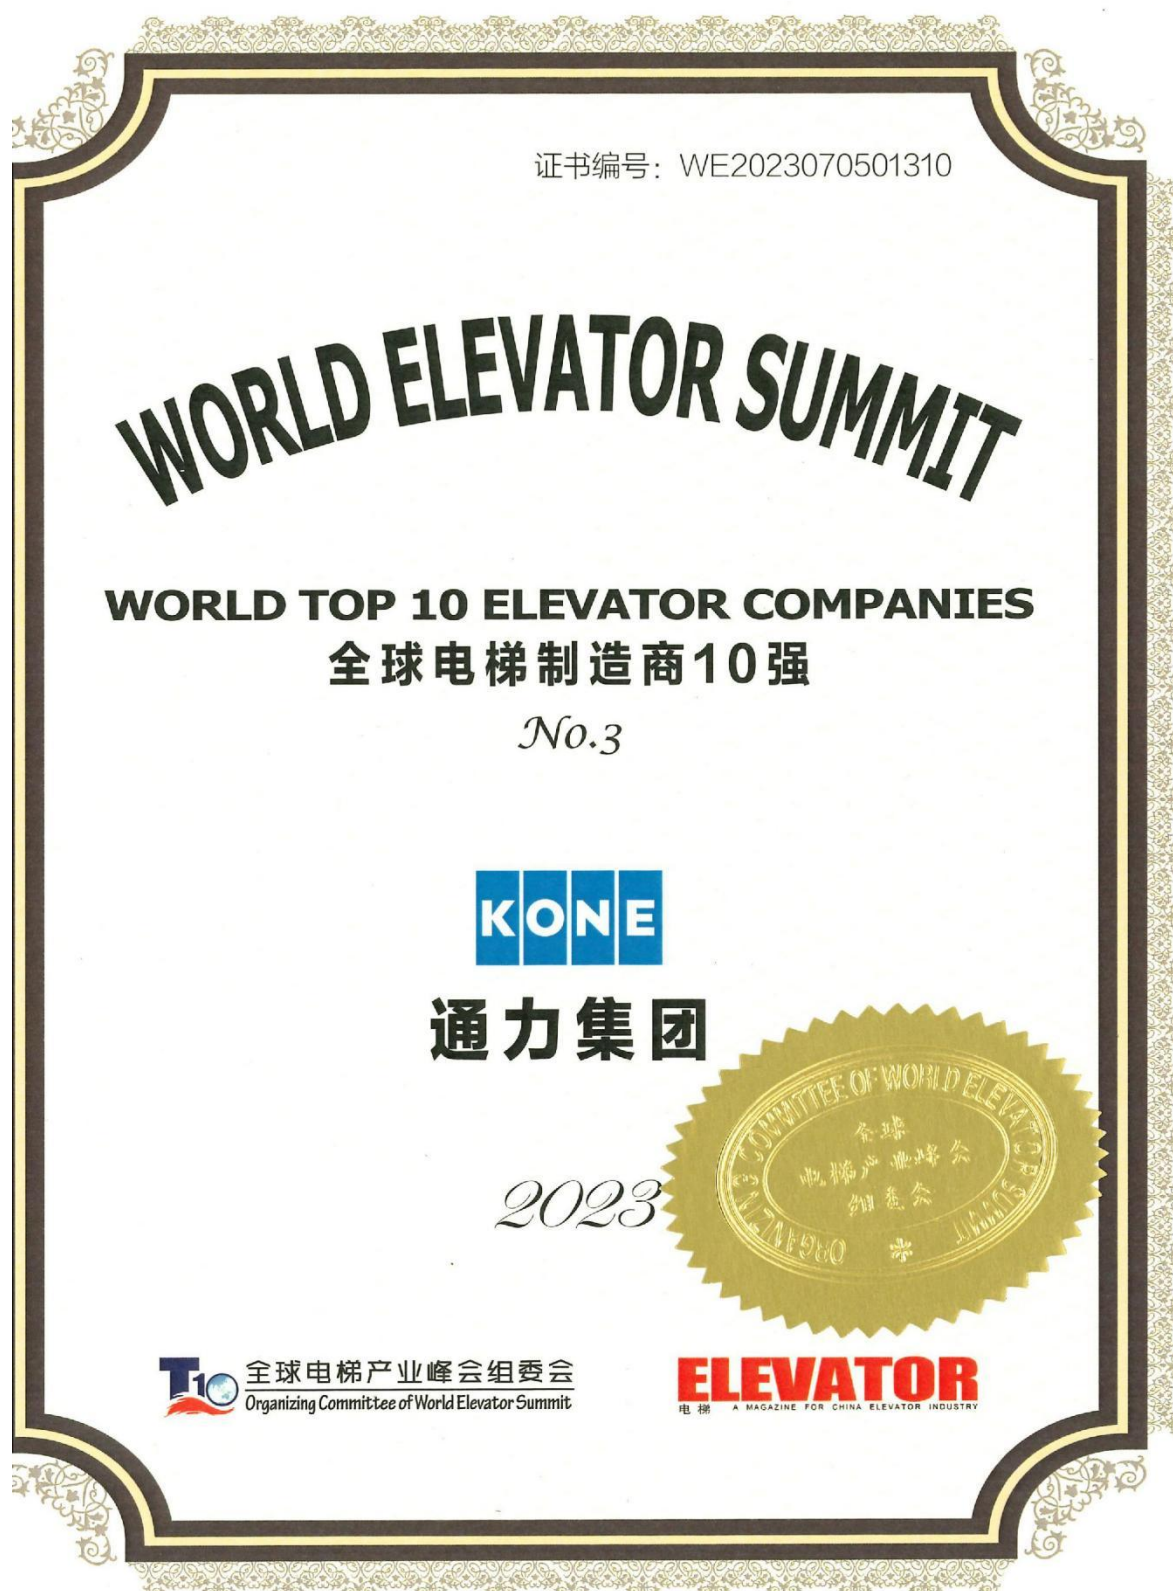 证书编号：WE2023070501310
WORLD ELEVATOR SUMMIT
WORLD TOP 10 ELEVATOR COMPANIES
全球电梯制造商10强
No.3
KONE
通力集团
2023
ORGANIZING COMMITTEE OF WORLD ELEVATOR SUMMIT
全球
电梯产业峰会
组委会
T10
全球电梯产业峰会组委会
Organizing Committee of World Elevator Summit
ELEVATOR
电梯 A MAGAZINE FOR CHINA ELEVATOR INDUSTRY